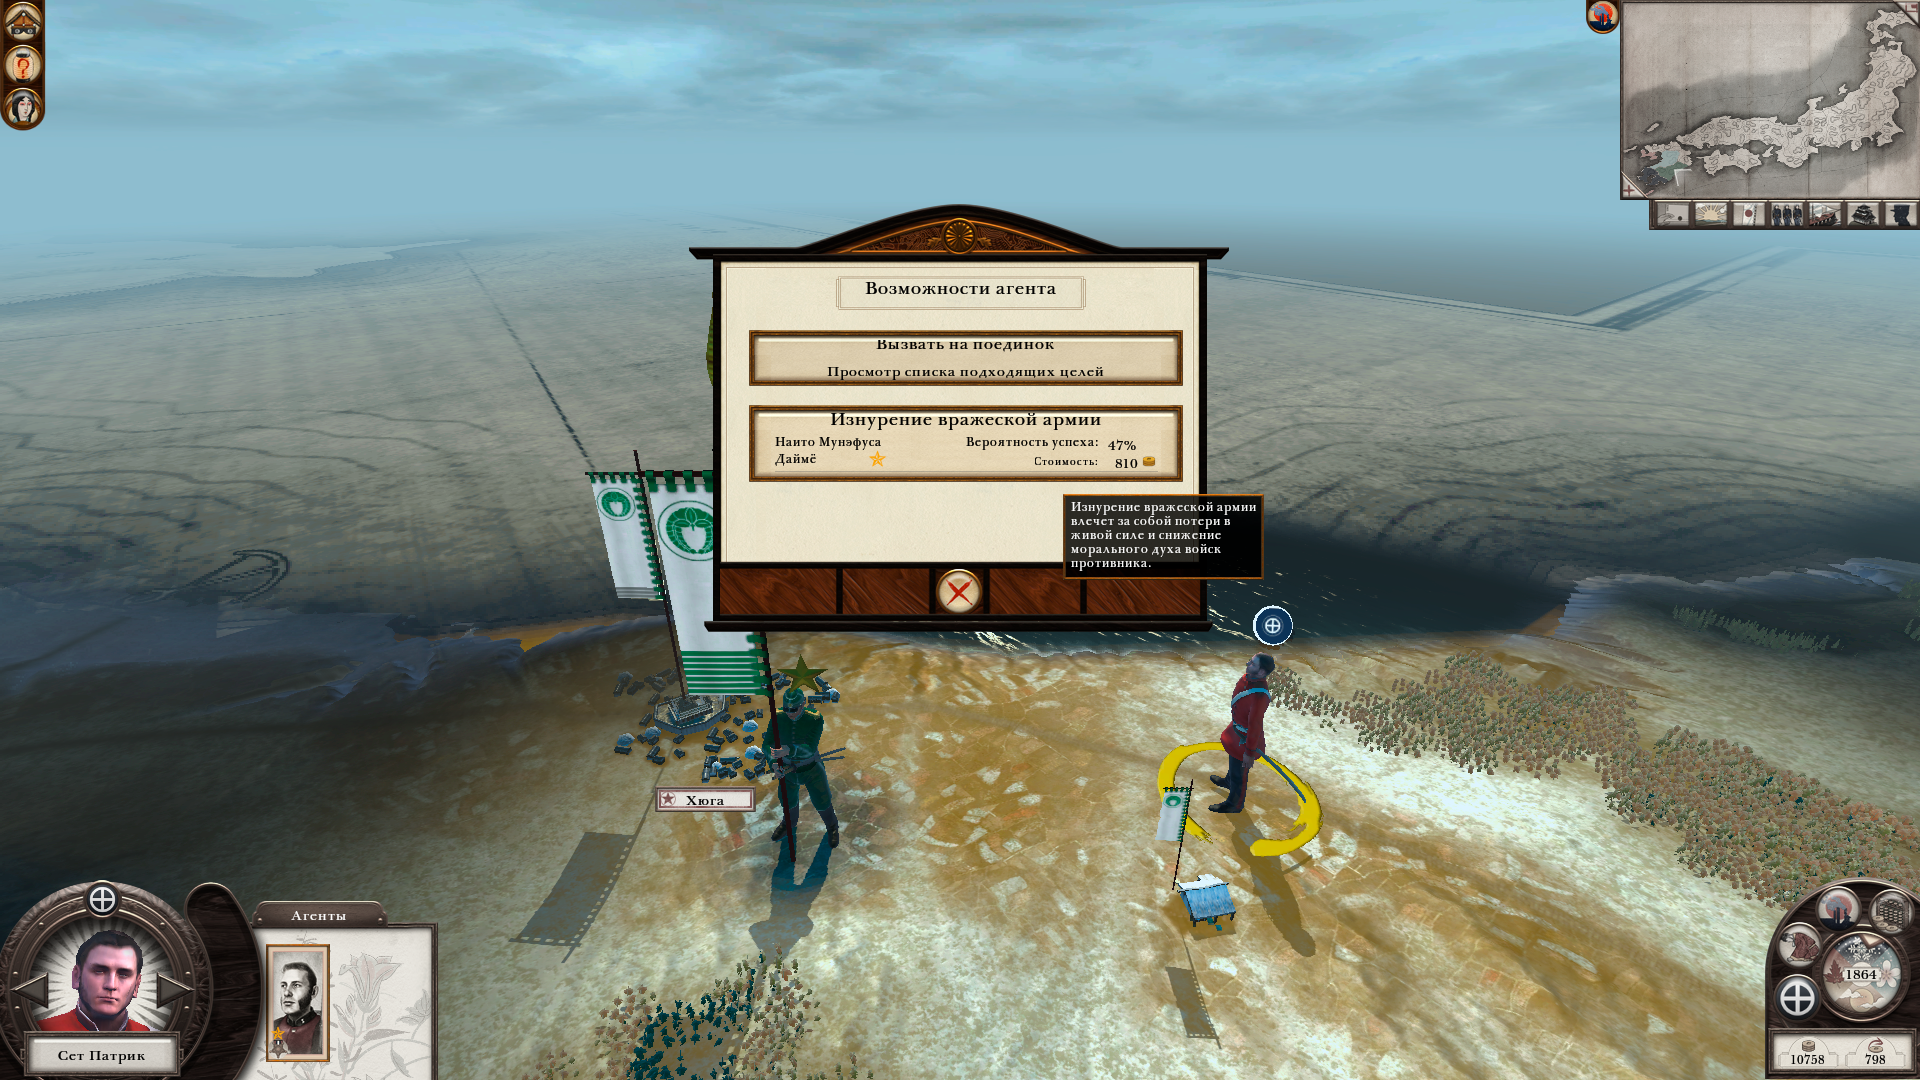 Возможности агента
Вызвать на поединок
Просмотр списка подходящих целей
Изнурение вражеской армии
Наито Мунэфуса
Вероятность успеха: 47%
Даймё
Стоимость: 810
Изнурение вражеской армии
влечет за собой потери в
живой силе и снижение
морального духа войск
противника.
Хюга
Агенты
Сет Патрик
1864
10758
798